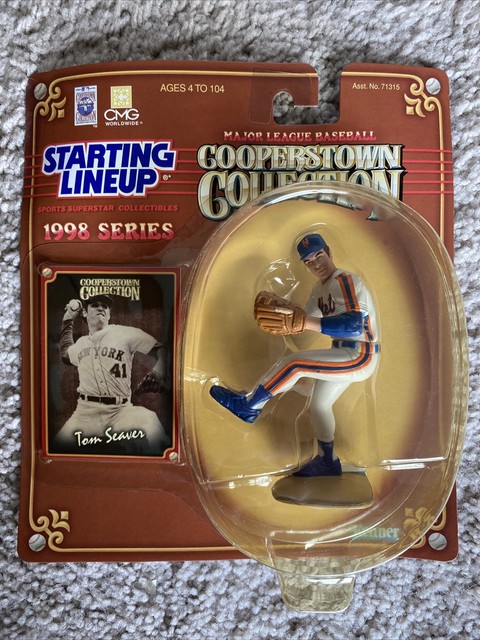 AGES 4 TO 104
Asst. No. 71315
CMG
WORLDWIDE
MAJOR LEAGUE BASEBALL
COOPERSTOWN
COLLECTION
STARTING
LINEUP
SPORTS SUPERSTAR COLLECTIBLES
1998 SERIES
COOPERSTOWN
COLLECTION
NEW YORK
41
Tom Seaver
Mets
Kenner